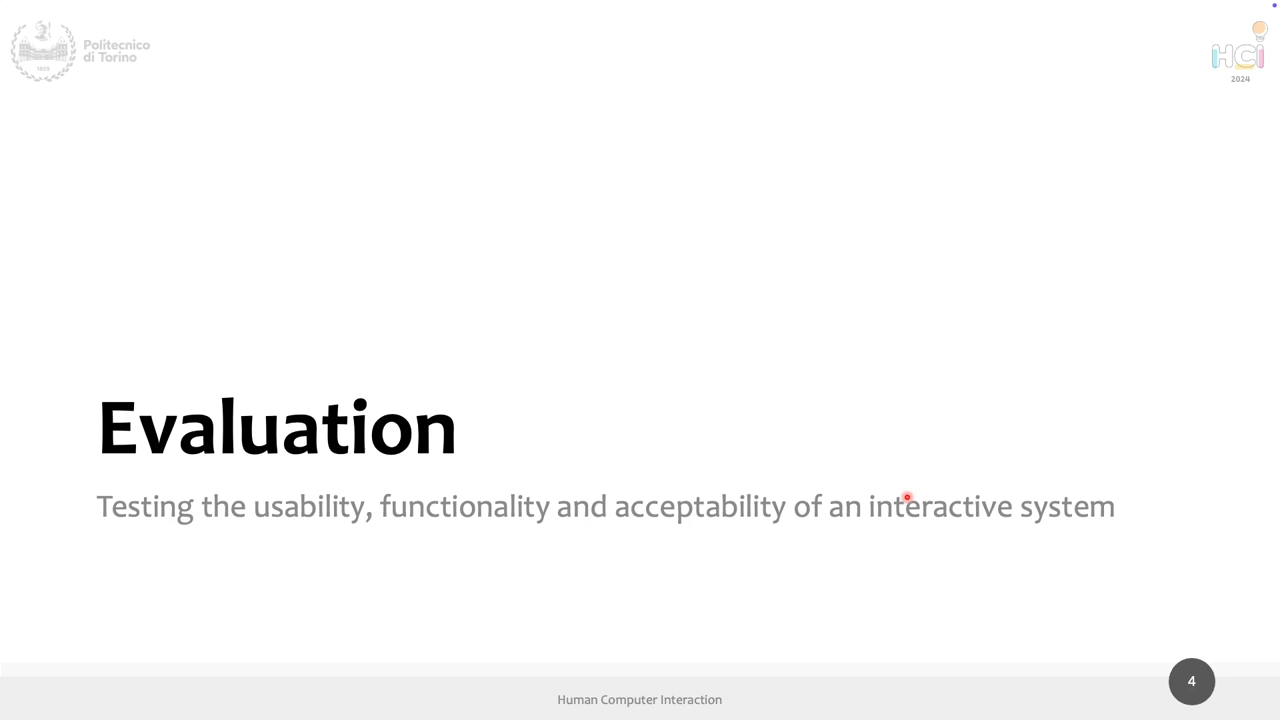 Politecnico
di Torino
1859
HCI
2024
Evaluation
Testing the usability, functionality and acceptability of an interactive system
Human Computer Interaction
4